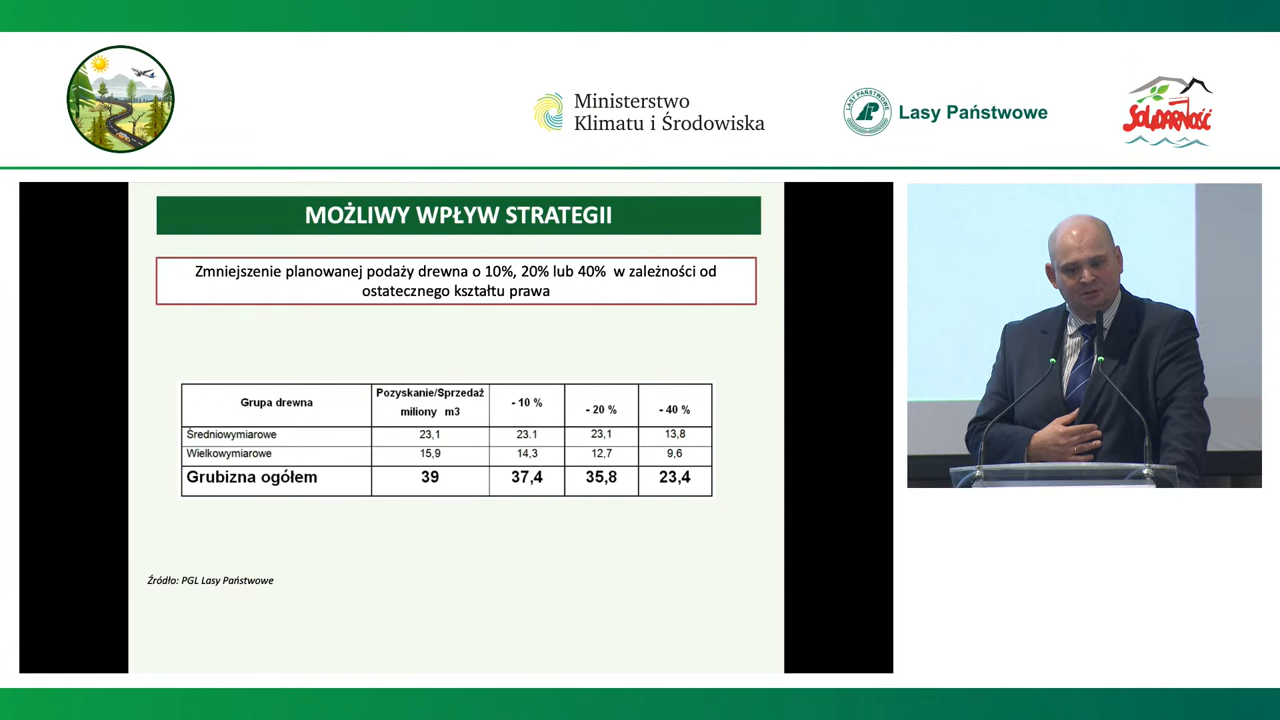 Ministerstwo
Klimatu i Środowiska
LASY PAŃSTWOWE
Lasy Państwowe
SOLIDARNOŚĆ
MOŻLIWY WPŁYW STRATEGII
Zmniejszenie planowanej podaży drewna o 10%, 20% lub 40% w zależności od
ostatecznego kształtu prawa
Grupa drewna
Pozyskanie/Sprzedaż
miliony m3
- 10 %
- 20 %
- 40 %
Średniowymiarowe 23,1 23.1 23,1 13,8
Wielkowymiarowe 15,9 14,3 12,7 9,6
Grubizna ogółem 39 37,4 35,8 23,4
Źródło: PGL Lasy Państwowe